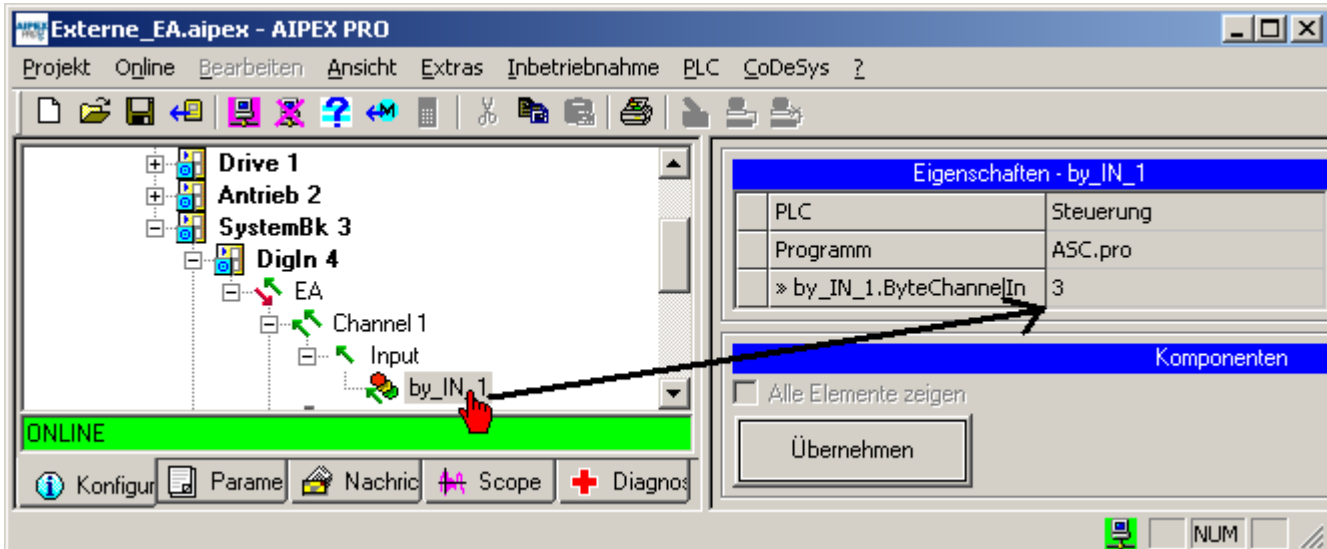 Externe_EA.aipex - AIPEX PRO
Projekt Online Bearbeiten Ansicht Extras Inbetriebnahme PLC CoDeSys ?
Drive 1
Antrieb 2
SystemBk 3
DigIn 4
EA
Channel 1
Input
by_IN_1
ONLINE
Konfigur Parame Nachric Scope Diagnos
Eigenschaften - by_IN_1
PLC Steuerung
Programm ASC.pro
» by_IN_1.ByteChannelIn 3
Komponenten
Alle Elemente zeigen
Übernehmen
NUM